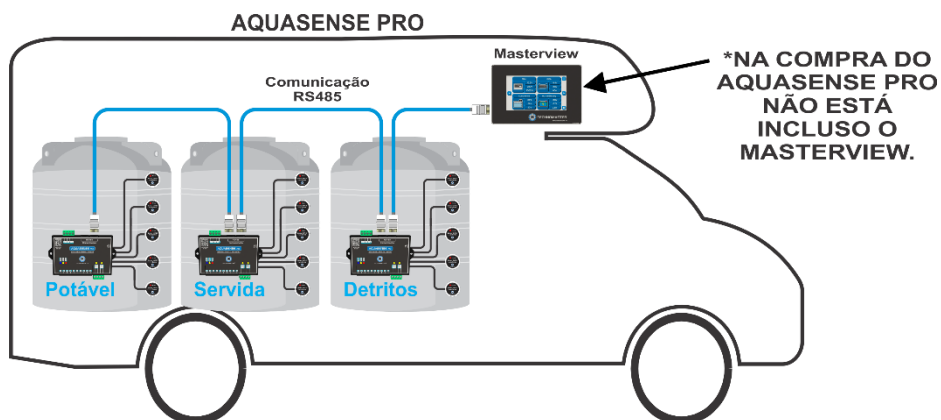 AQUASENSE PRO
Masterview
Comunicação
RS485
*NA COMPRA DO
AQUASENSE PRO
NÃO ESTÁ
INCLUSO O
MASTERVIEW.
Potável
Servida
Detritos